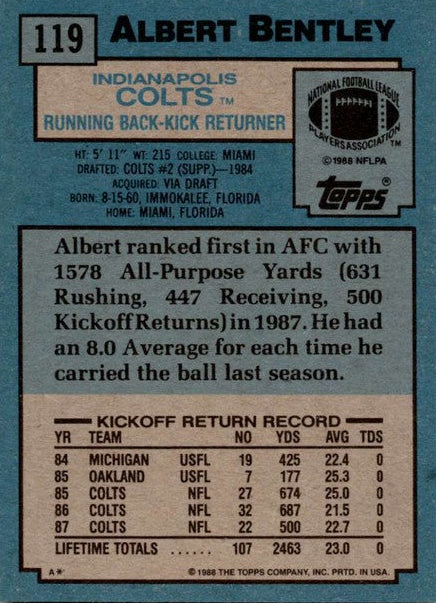 119 ALBERT BENTLEY
INDIANAPOLIS
COLTS TM
RUNNING BACK-KICK RETURNER
NATIONAL FOOTBALL LEAGUE
PLAYERS ASSOCIATION
© 1988 NFLPA
Topps®
HT: 5' 11" WT: 215 COLLEGE: MIAMI
DRAFTED: COLTS #2 (SUPP.)—1984
ACQUIRED: VIA DRAFT
BORN: 8-15-60, IMMOKALEE, FLORIDA
HOME: MIAMI, FLORIDA
Albert ranked first in AFC with
1578 All-Purpose Yards (631
Rushing, 447 Receiving, 500
Kickoff Returns) in 1987. He had
an 8.0 Average for each time he
carried the ball last season.
KICKOFF RETURN RECORD
YR TEAM NO YDS AVG TDS
84 MICHIGAN USFL 19 425 22.4 0
85 OAKLAND USFL 7 177 25.3 0
85 COLTS NFL 27 674 25.0 0
86 COLTS NFL 32 687 21.5 0
87 COLTS NFL 22 500 22.7 0
LIFETIME TOTALS ...... 107 2463 23.0 0
A* © 1988 THE TOPPS COMPANY, INC. PRTD. IN USA.